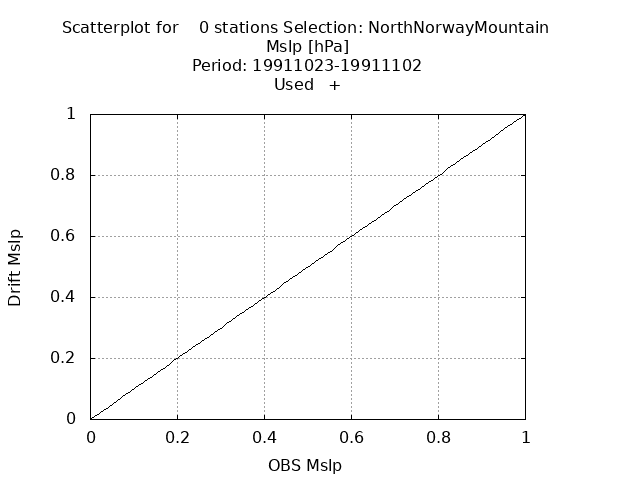 Scatterplot for    0 stations Selection: NorthNorwayMountain
Mslp [hPa]
Period: 19911023-19911102
Used   +
1
0.8
0.6
0.4
0.2
0
Drift Mslp
0 0.2 0.4 0.6 0.8 1
OBS Mslp